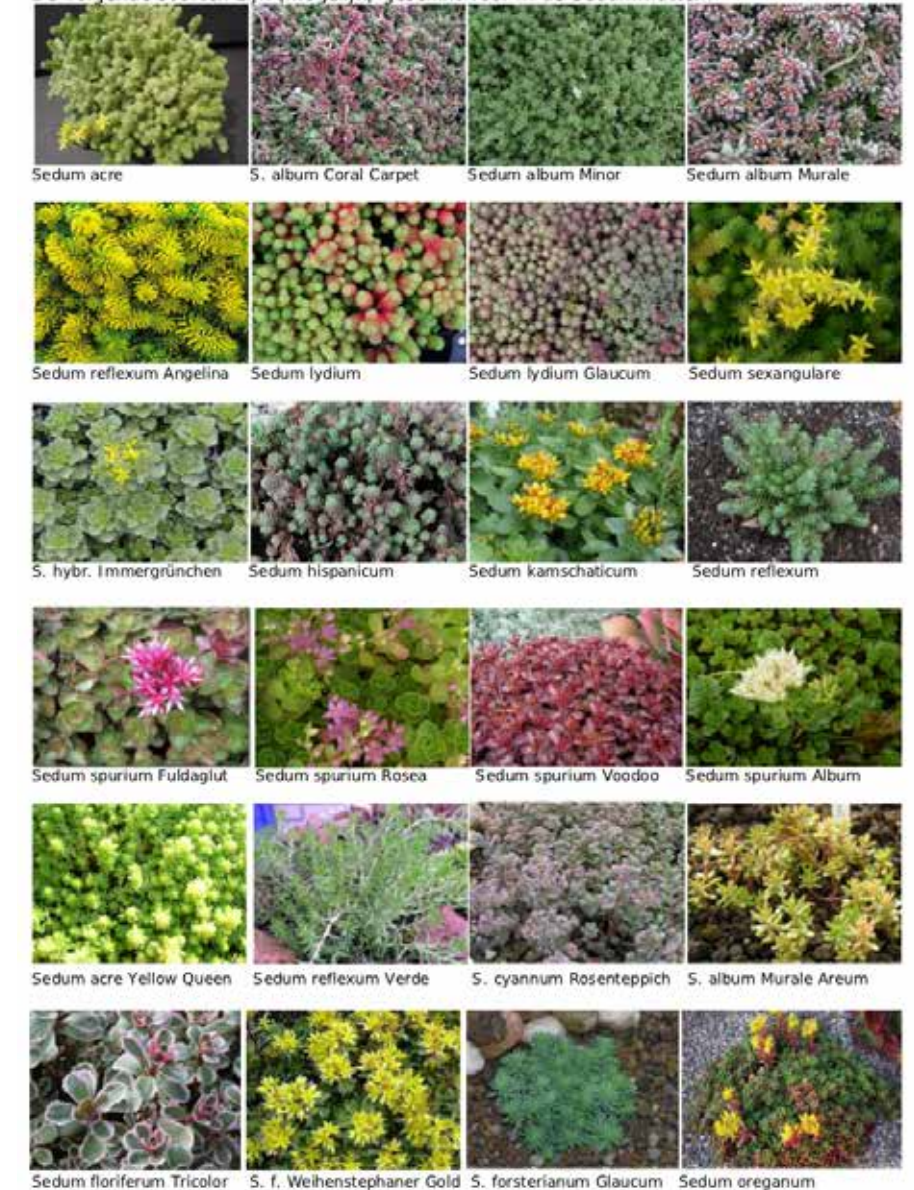 Sedum acre S. album Coral Carpet Sedum album Minor Sedum album Murale
Sedum reflexum Angelina Sedum lydium Sedum lydium Glaucum Sedum sexangulare
S. hybr. Immergrünchen Sedum hispanicum Sedum kamschaticum Sedum reflexum
Sedum spurium Fuldaglut Sedum spurium Rosea Sedum spurium Voodoo Sedum spurium Album
Sedum acre Yellow Queen Sedum reflexum Verde S. cyannum Rosenteppich S. album Murale Areum
Sedum floriferum Tricolor S. f. Weihenstephaner Gold S. forsterianum Glaucum Sedum oreganum